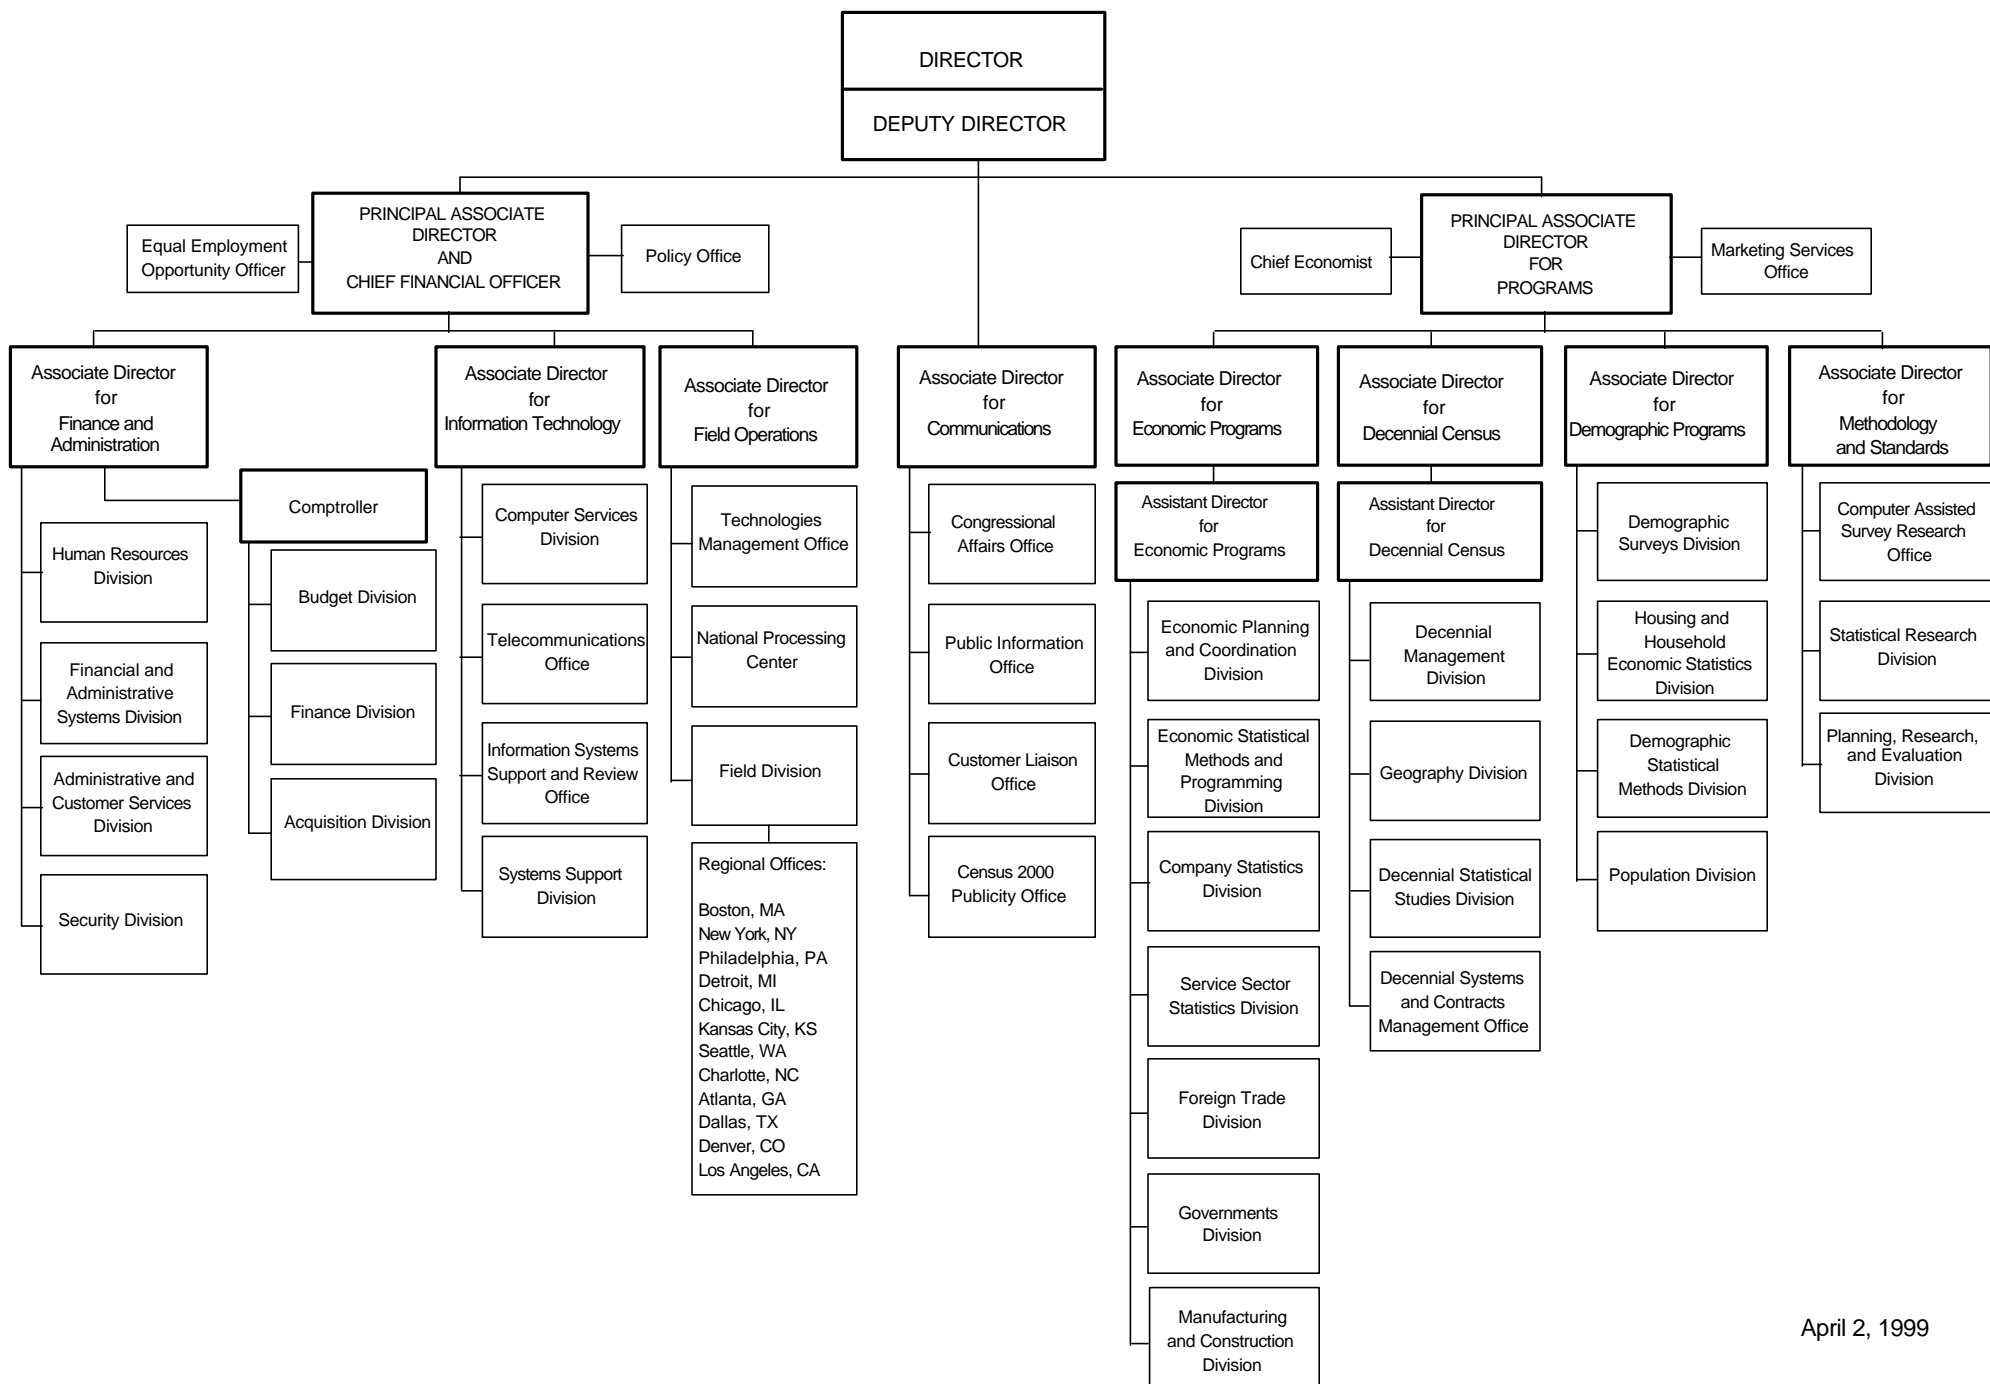 DIRECTOR
DEPUTY DIRECTOR
Equal Employment
Opportunity Officer
PRINCIPAL ASSOCIATE
DIRECTOR
AND
CHIEF FINANCIAL OFFICER
Policy Office
Chief Economist
PRINCIPAL ASSOCIATE
DIRECTOR
FOR
PROGRAMS
Marketing Services
Office
Associate Director
for
Finance and
Administration
Comptroller
Human Resources
Division
Financial and
Administrative
Systems Division
Administrative and
Customer Services
Division
Security Division
Budget Division
Finance Division
Acquisition Division
Associate Director
for
Information Technology
Computer Services
Division
Telecommunications
Office
Information Systems
Support and Review
Office
Systems Support
Division
Associate Director
for
Field Operations
Technologies
Management Office
National Processing
Center
Field Division
Regional Offices:
Boston, MA
New York, NY
Philadelphia, PA
Detroit, MI
Chicago, IL
Kansas City, KS
Seattle, WA
Charlotte, NC
Atlanta, GA
Dallas, TX
Denver, CO
Los Angeles, CA
Associate Director
for
Communications
Congressional
Affairs Office
Public Information
Office
Customer Liaison
Office
Census 2000
Publicity Office
Associate Director
for
Economic Programs
Assistant Director
for
Economic Programs
Economic Planning
and Coordination
Division
Economic Statistical
Methods and
Programming
Division
Company Statistics
Division
Service Sector
Statistics Division
Foreign Trade
Division
Governments
Division
Manufacturing
and Construction
Division
Associate Director
for
Decennial Census
Assistant Director
for
Decennial Census
Decennial
Management
Division
Geography Division
Decennial Statistical
Studies Division
Decennial Systems
and Contracts
Management Office
Associate Director
for
Demographic Programs
Demographic
Surveys Division
Housing and
Household
Economic Statistics
Division
Demographic
Statistical
Methods Division
Population Division
Associate Director
for
Methodology
and Standards
Computer Assisted
Survey Research
Office
Statistical Research
Division
Planning, Research,
and Evaluation
Division
April 2, 1999